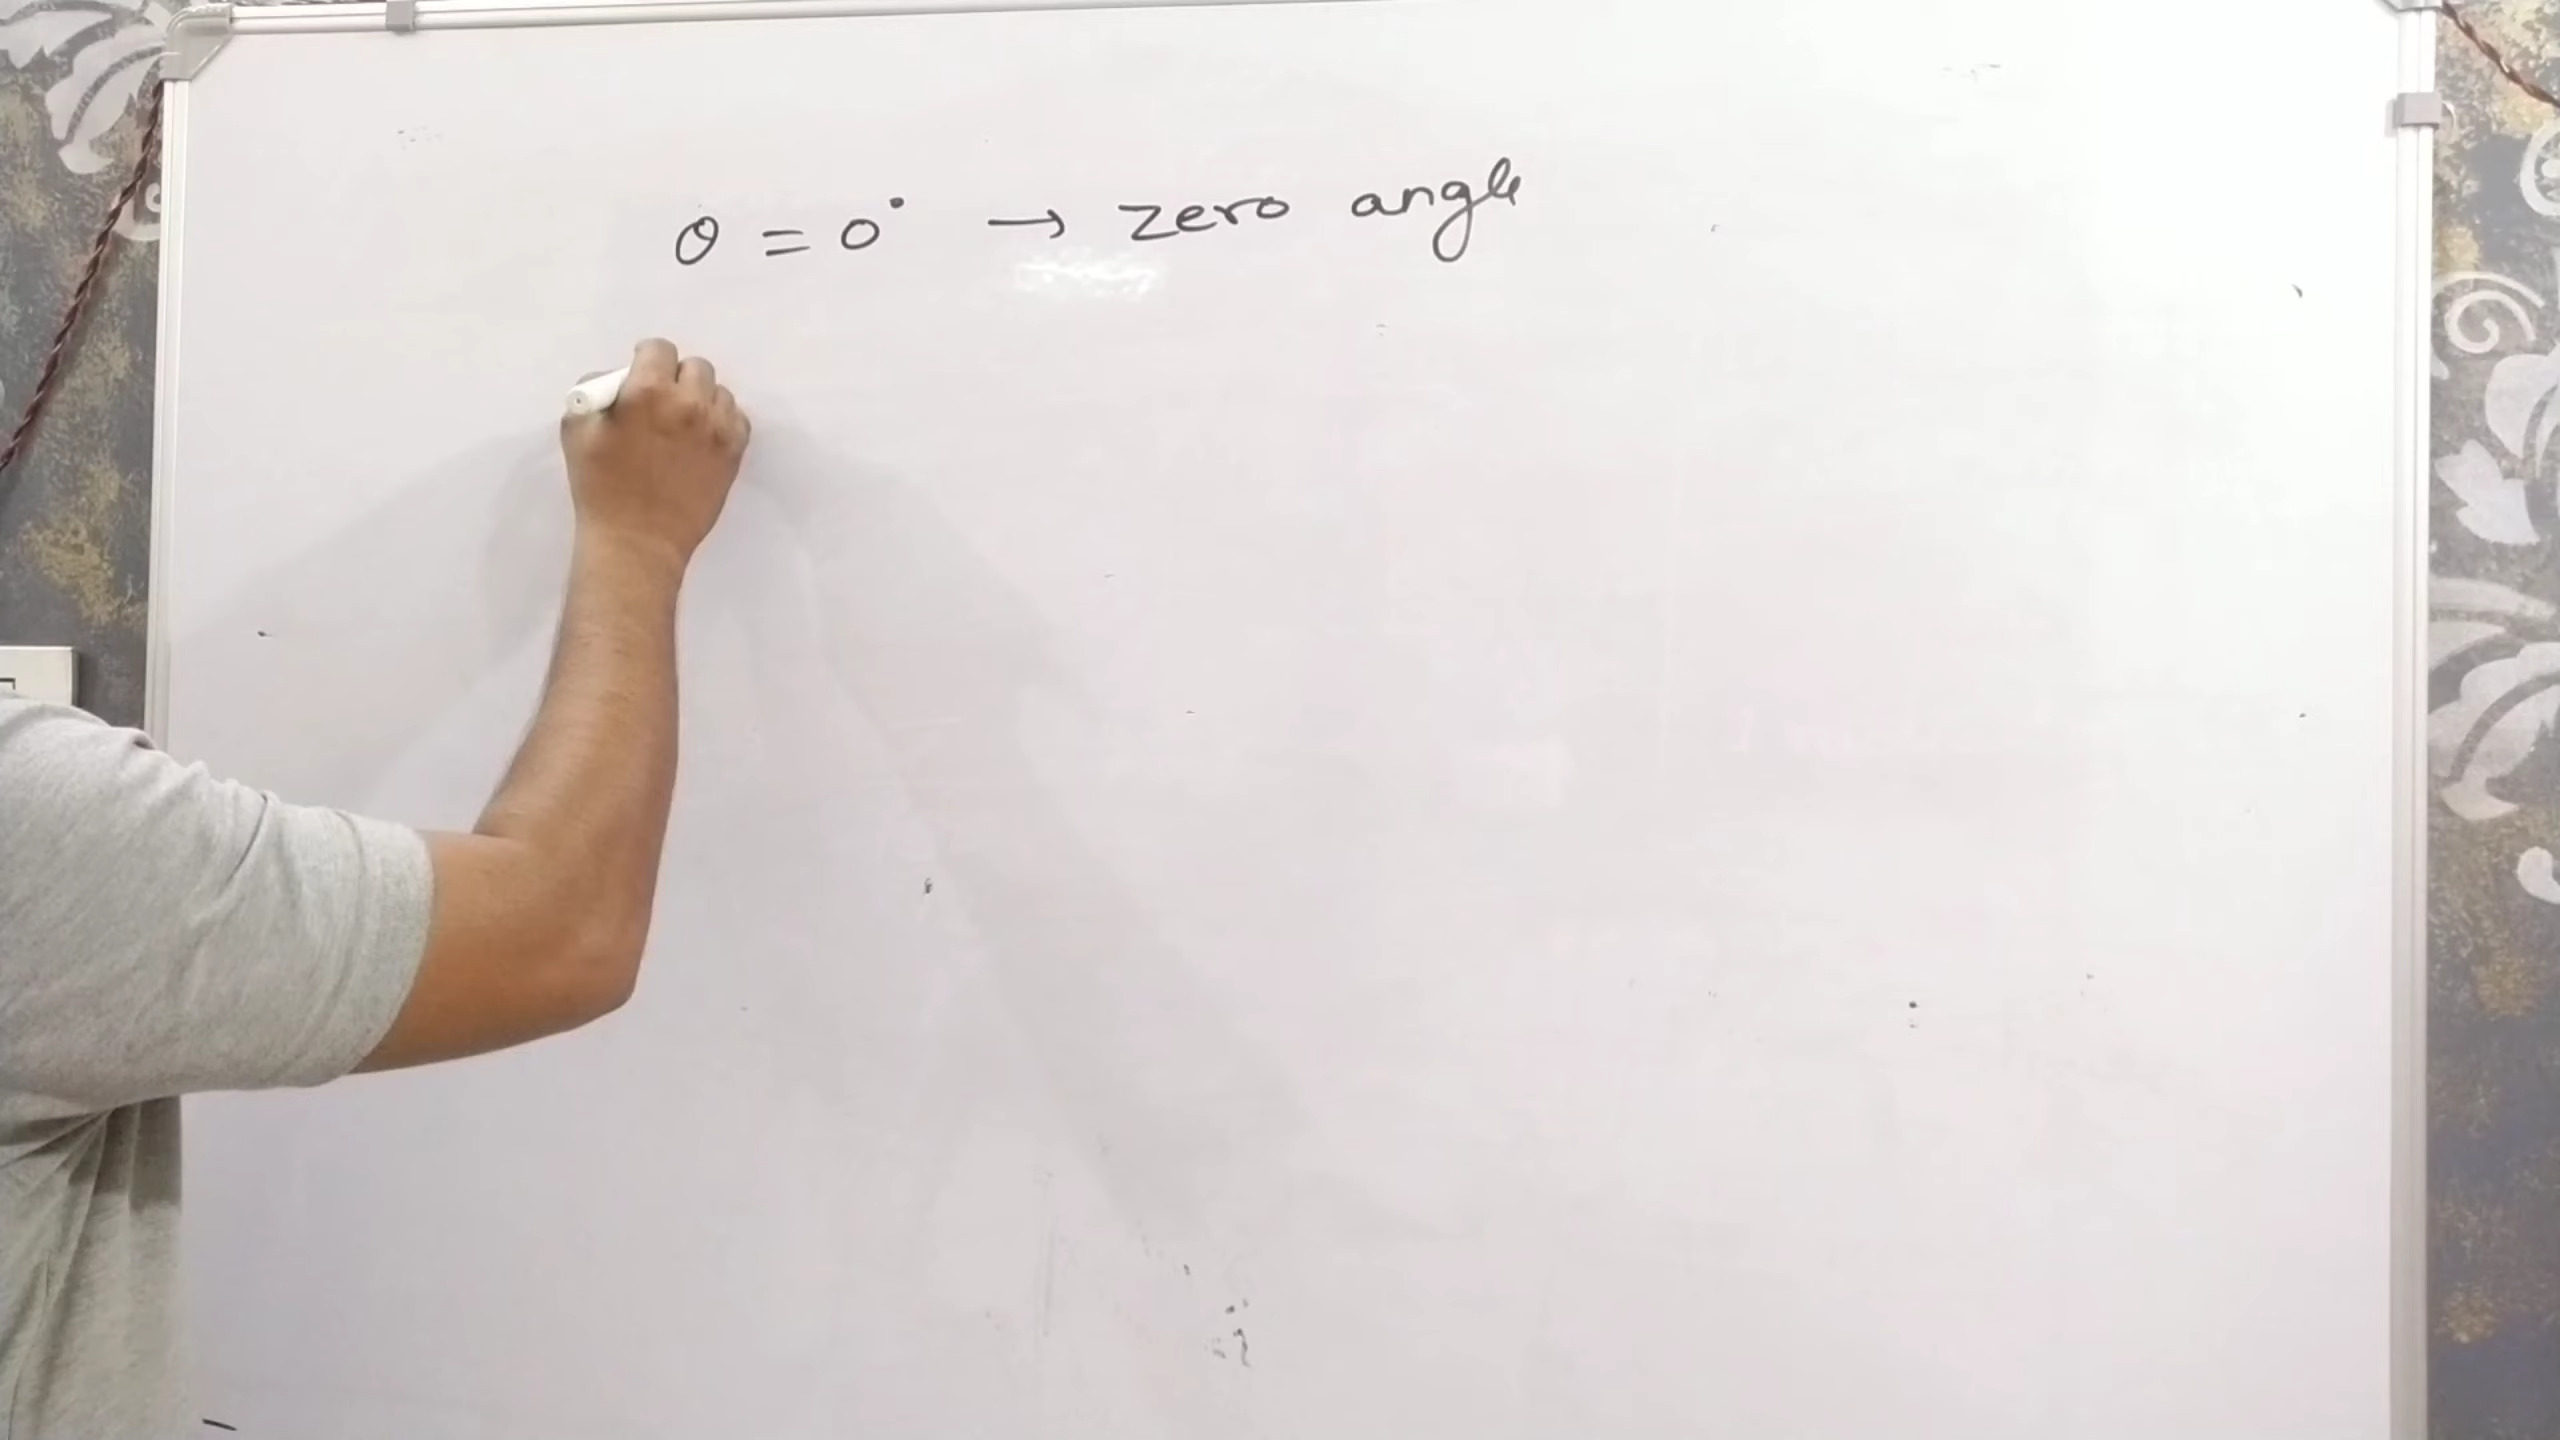 θ = 0° → zero angle